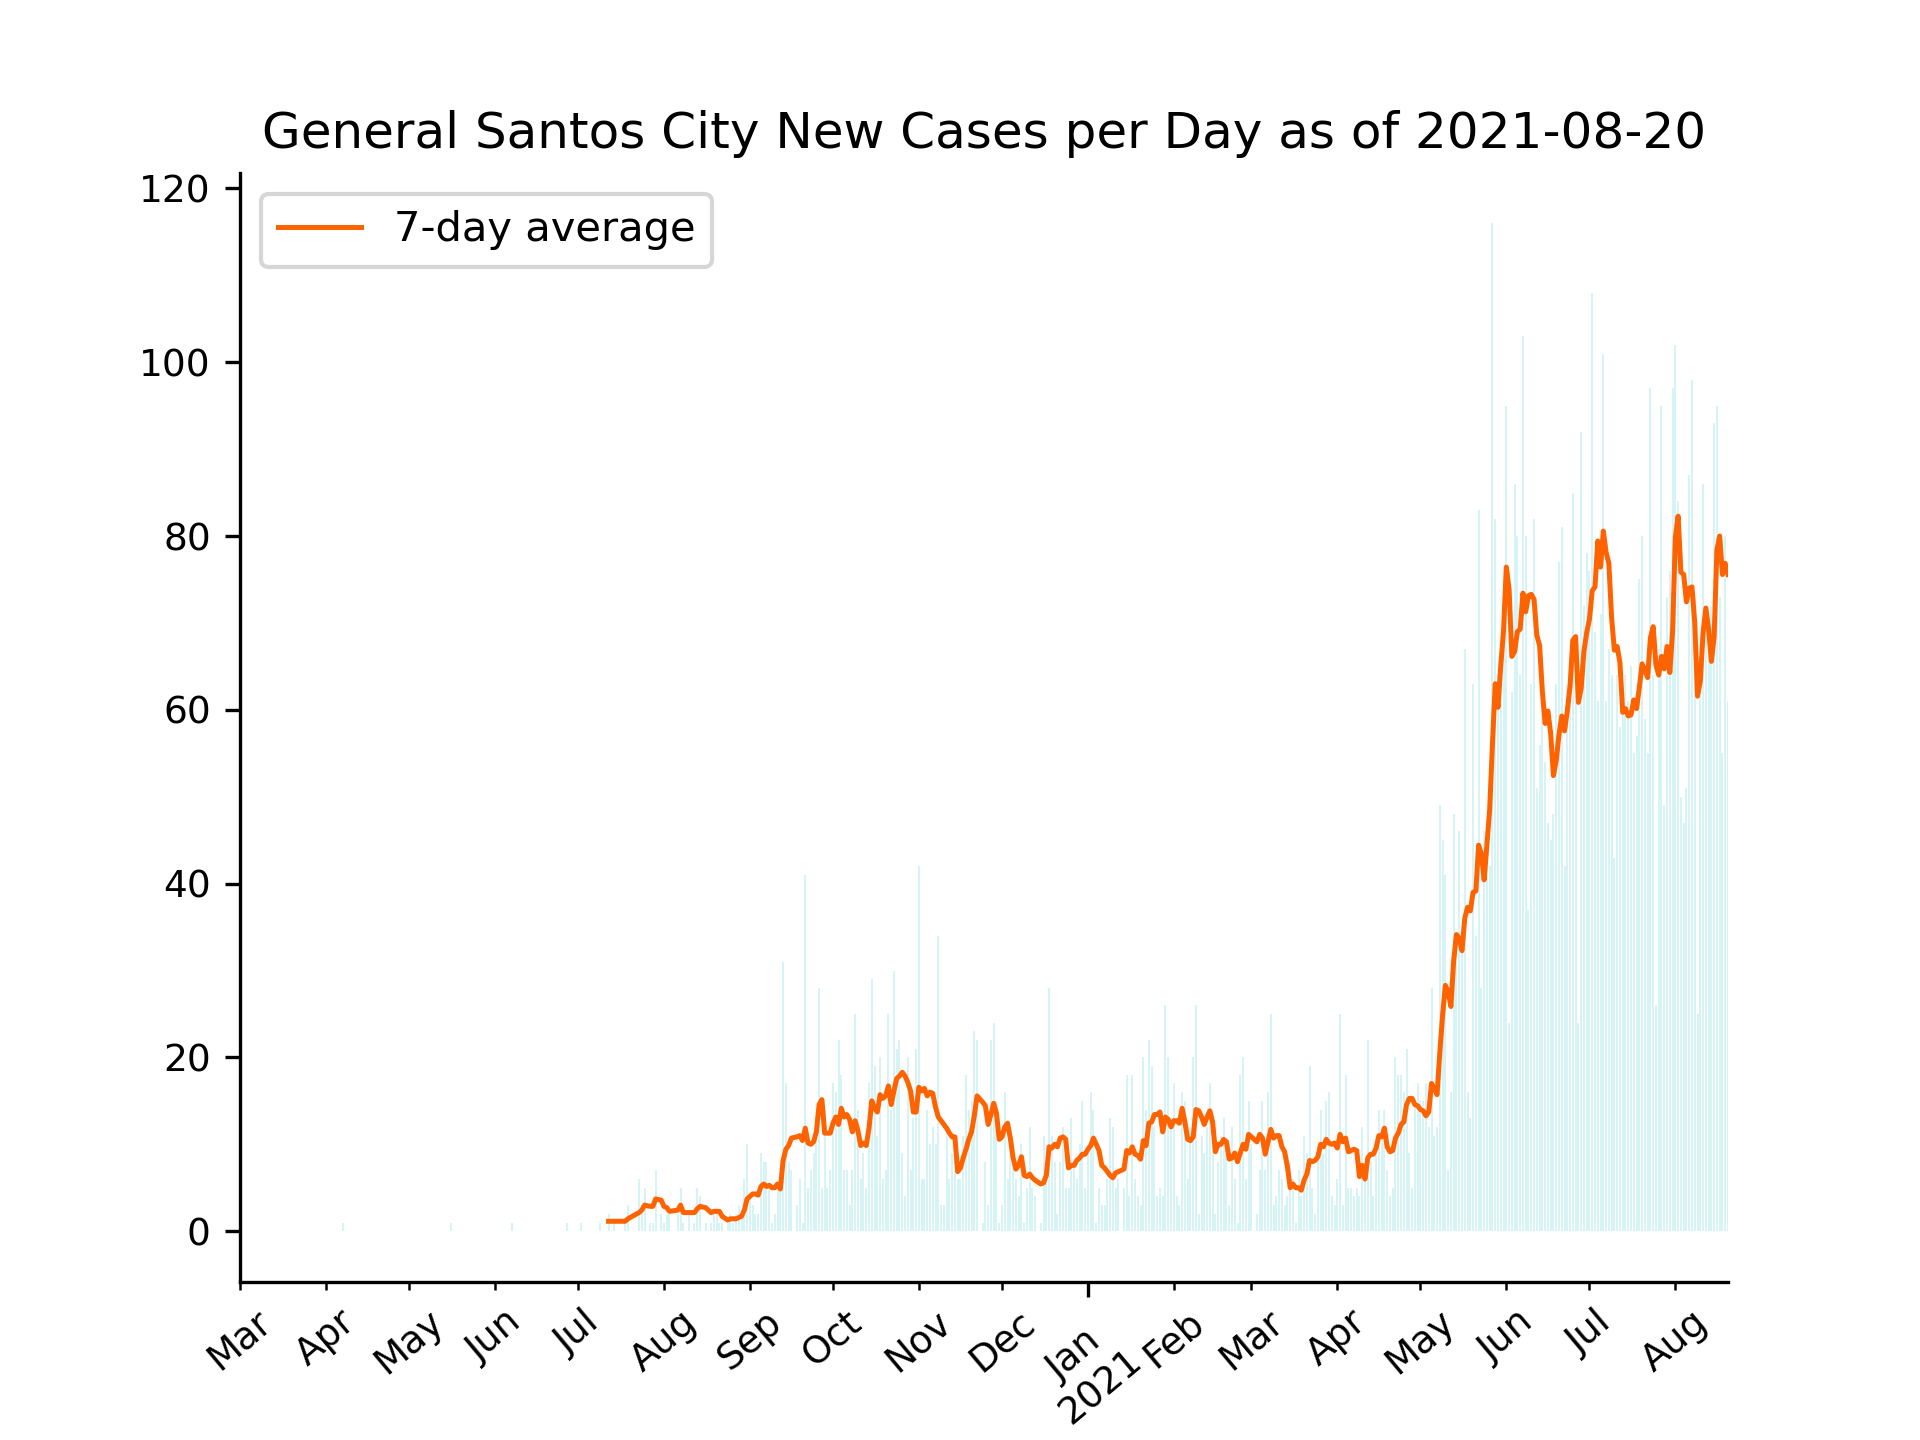 General Santos City New Cases per Day as of 2021-08-20
7-day average
120
100
80
60
40
20
0
Mar Apr May Jun Jul Aug Sep Oct Nov Dec Jan Feb Mar Apr May Jun Jul Aug
2021